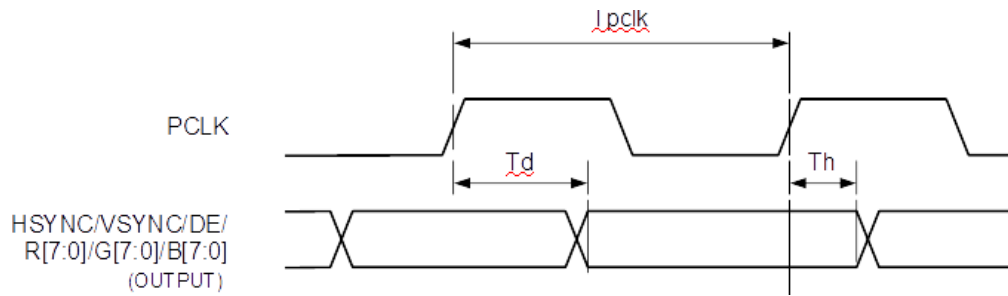 Tpclk
PCLK
Td
Th
HSYNC/VSYNC/DE/
R[7:0]/G[7:0]/B[7:0]
(OUTPUT)